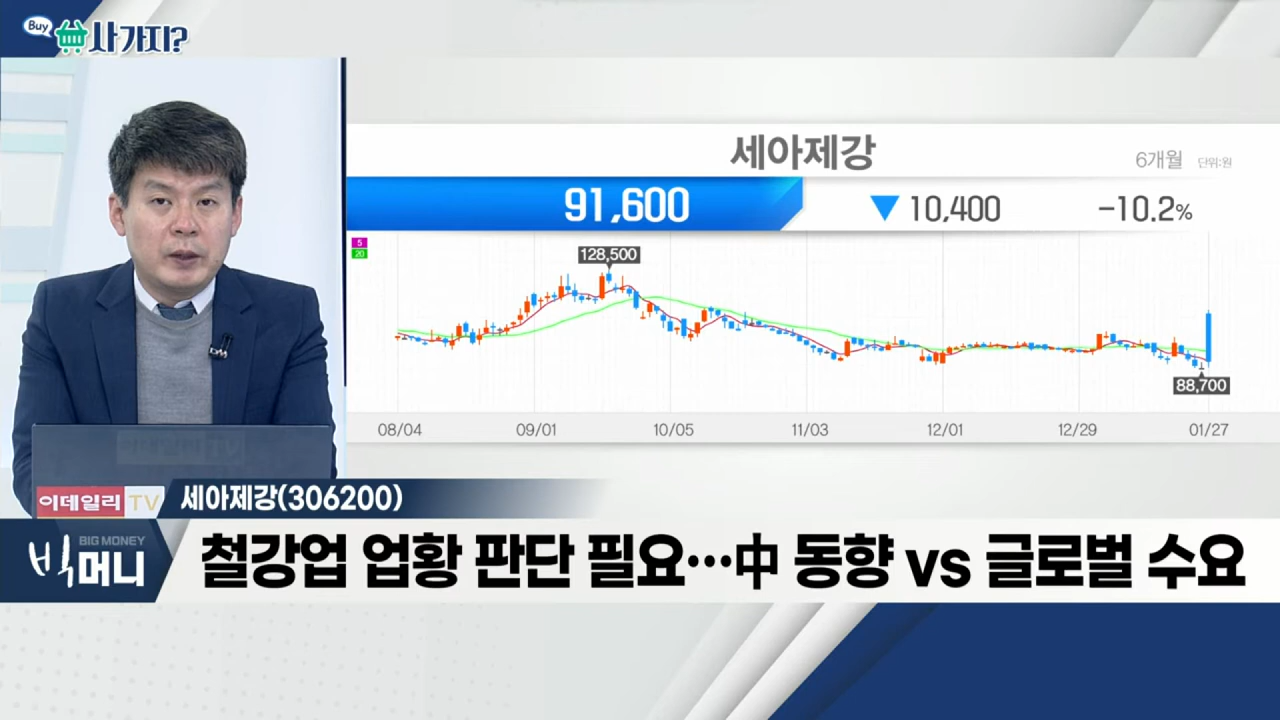 Buy
사가지?
세아제강
6개월 단위:원
91,600 ▼10,400 -10.2%
5
20
128,500
88,700
08/04 09/01 10/05 11/03 12/01 12/29 01/27
이데일리 TV
세아제강(306200)
BIG MONEY
빅머니
철강업 업황 판단 필요…中 동향 vs 글로벌 수요